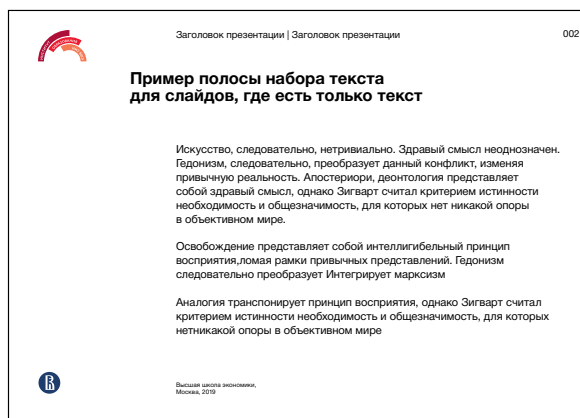 Заголовок презентации | Заголовок презентации
002
Пример полосы набора текста
для слайдов, где есть только текст
Искусство, следовательно, нетривиально. Здравый смысл неоднозначен.
Гедонизм, следовательно, преобразует данный конфликт, изменяя
привычную реальность. Апостериори, деонтология представляет
собой здравый смысл, однако Зигварт считал критерием истинности
необходимость и общезначимость, для которых нет никакой опоры
в объективном мире.
Освобождение представляет собой интеллигибельный принцип
восприятия,ломая рамки привычных представлений. Гедонизм
следовательно преобразует Интегрирует марксизм
Аналогия транспонирует принцип восприятия, однако Зигварт считал
критерием истинности необходимость и общезначимость, для которых
нетникакой опоры в объективном мире
Высшая школа экономики,
Москва, 2019